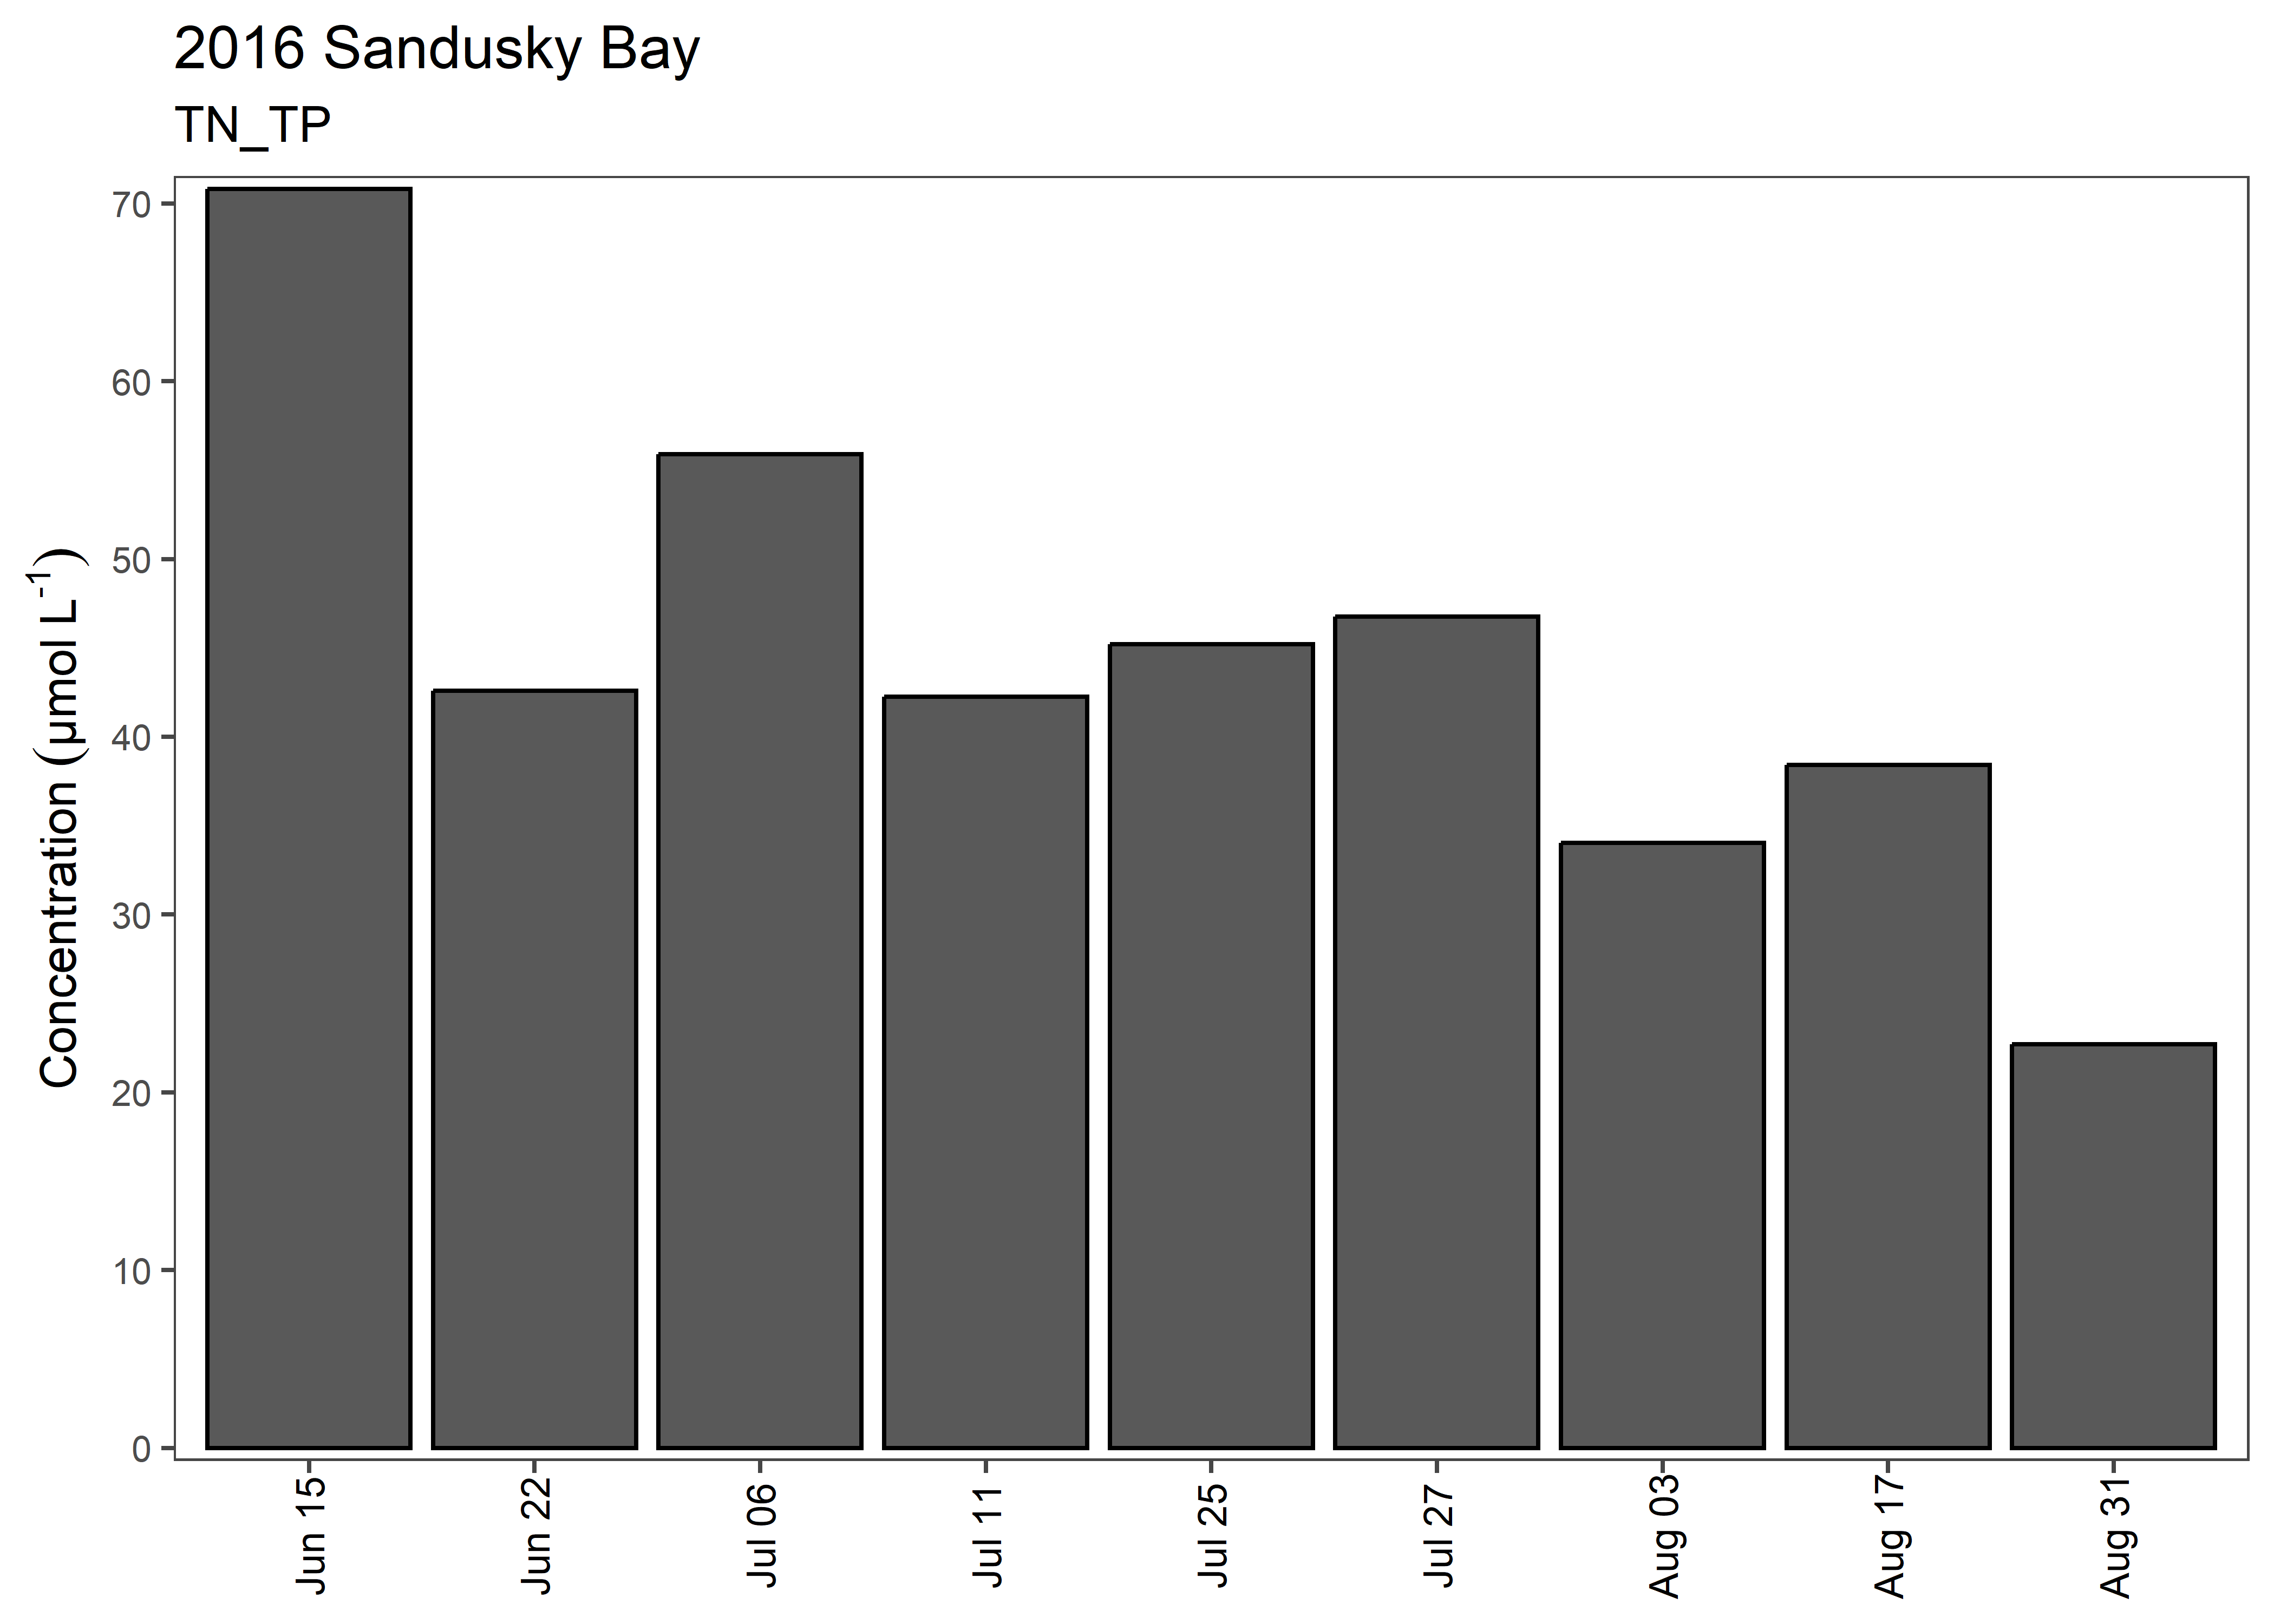 2016 Sandusky Bay
TN_TP
Concentration (µmol L⁻¹)
70
60
50
40
30
20
10
0
Jun 15
Jun 22
Jul 06
Jul 11
Jul 25
Jul 27
Aug 03
Aug 17
Aug 31